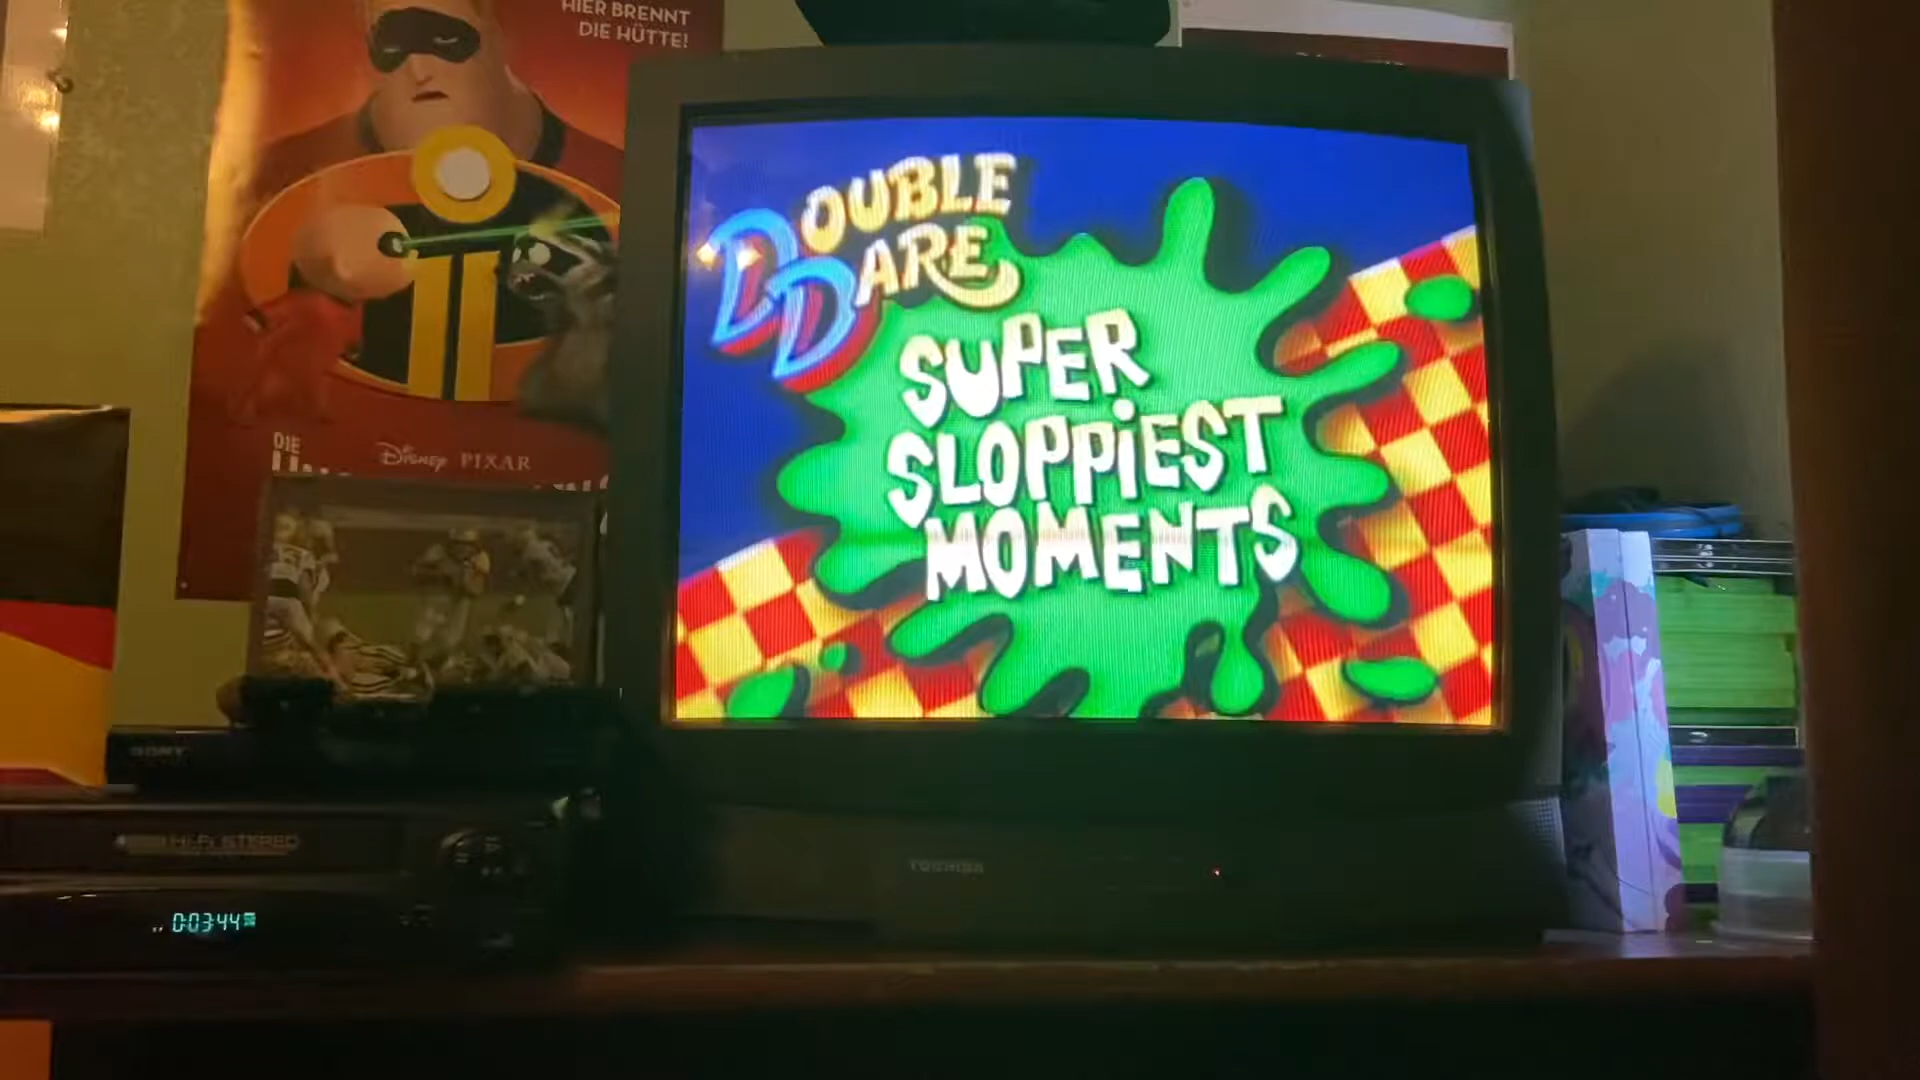 HIER BRENNT
DIE HÜTTE!
DOUBLE
DARE
SUPER
SLOPPiEST
MOMENTS
DIE
DISNEY PIXAR
SONY
Hi-Fi STEREO
TOSHIBA
0:03:44